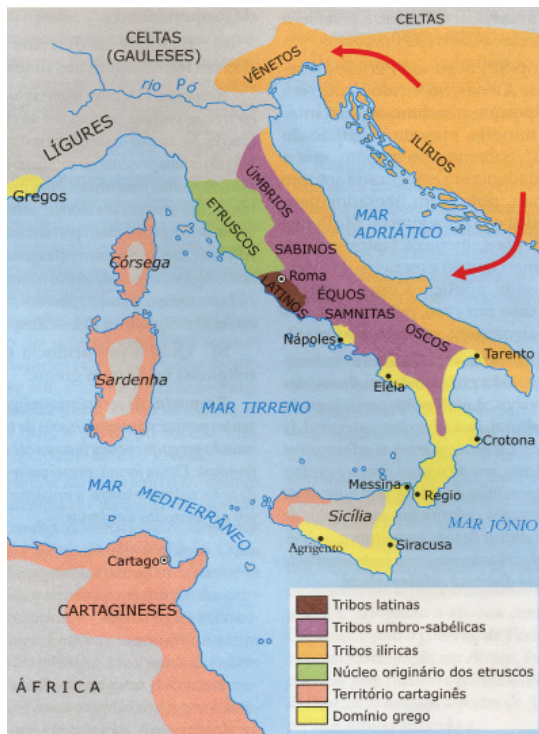 CELTAS
(GAULESES)
CELTAS
VÊNETOS
rio Pó
LÍGURES
ILÍRIOS
Gregos
ÚMBRIOS
ETRUSCOS
MAR
ADRIÁTICO
SABINOS
Córsega
Roma
LATINOS
ÉQUOS
SAMNITAS
OSCOS
Nápoles
Tarento
Eléia
Sardenha
MAR TIRRENO
Crotona
MAR MEDITERRÂNEO
Messina
Régio
Sicília
MAR JÔNIO
Agrigento
Siracusa
Cartago
CARTAGINESES
ÁFRICA
Tribos latinas
Tribos umbro-sabélicas
Tribos ilíricas
Núcleo originário dos etruscos
Território cartaginês
Domínio grego